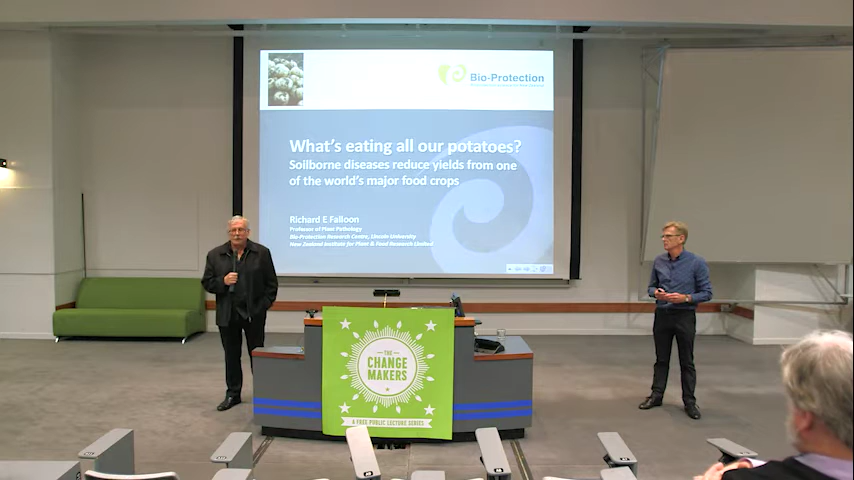 Bio-Protection
What's eating all our potatoes?
Soilborne diseases reduce yields from one
of the world's major food crops
Richard E Falloon
Professor of Plant Pathology
Bio-Protection Research Centre, Lincoln University
New Zealand Institute for Plant & Food Research Limited
THE
CHANGE
MAKERS
A FREE PUBLIC LECTURE SERIES